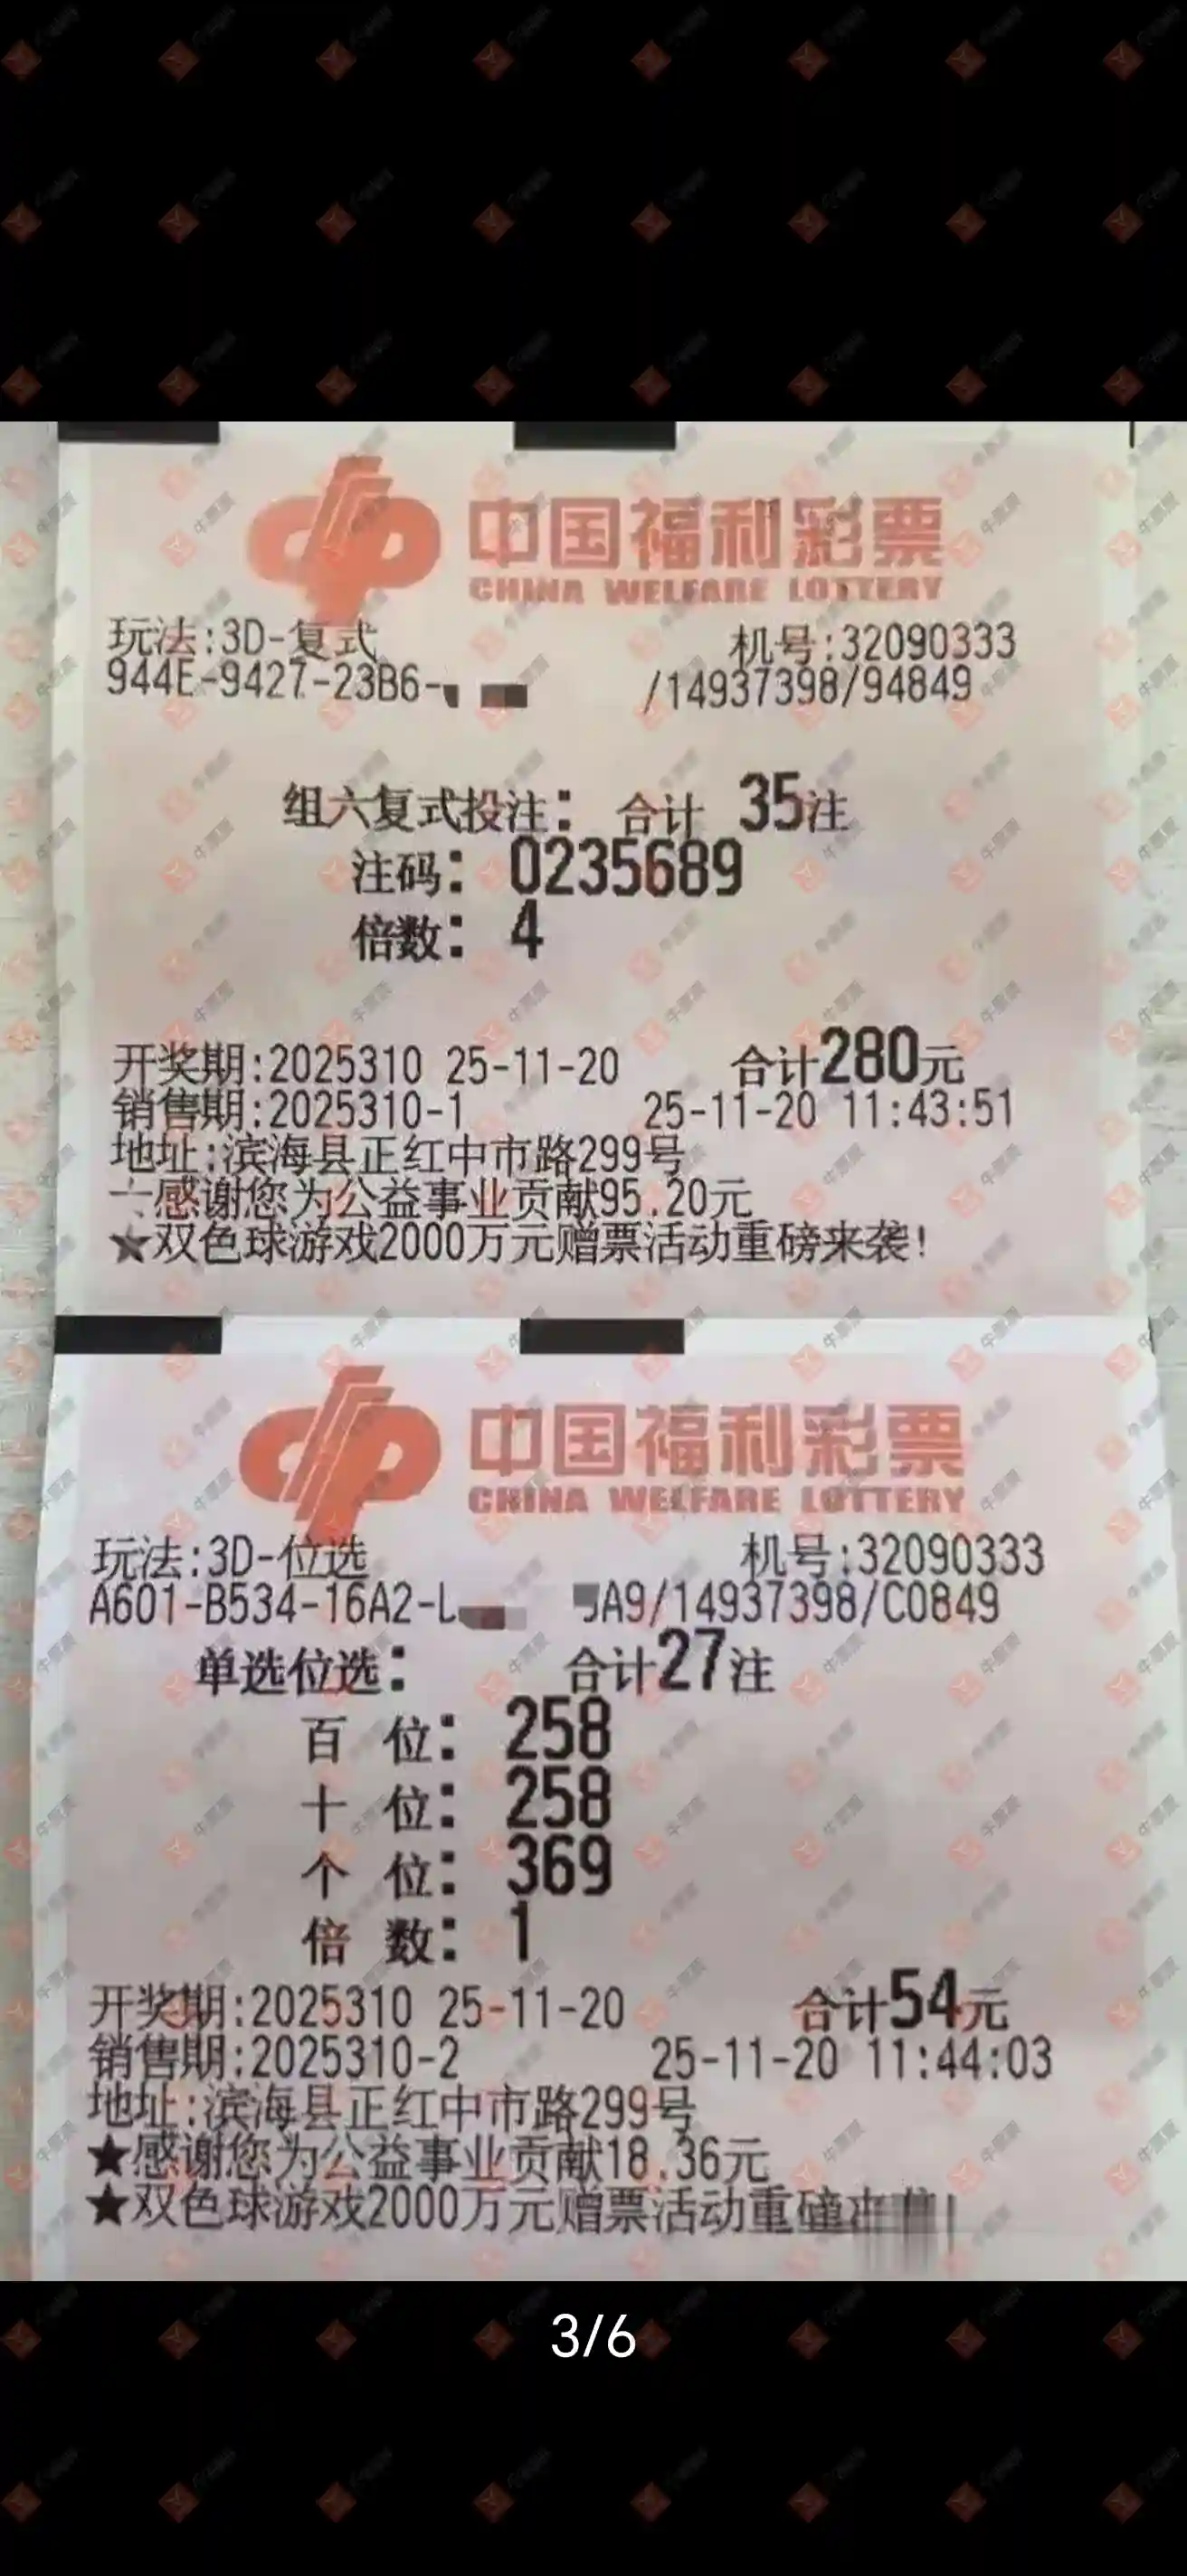 中国福利彩票
CHINA WELFARE LOTTERY
玩法:3D-复式 机号:32090333
944E-9427-23B6- /14937398/94849
组六复式投注: 合计 35注
注码: 0235689
倍数: 4
开奖期:2025310 25-11-20 合计280元
销售期:2025310-1 25-11-20 11:43:51
地址:滨海县正红中市路299号
感谢您为公益事业贡献95.20元
★双色球游戏2000万元赠票活动重磅来袭!
中国福利彩票
CHINA WELFARE LOTTERY
玩法:3D-位选 机号:32090333
A601-B534-16A2- A9/14937398/C0849
单选位选: 合计27注
百 位: 258
十 位: 258
个 位: 369
倍 数: 1
开奖期:2025310 25-11-20 合计54元
销售期:2025310-2 25-11-20 11:44:03
地址:滨海县正红中市路299号
★感谢您为公益事业贡献18.36元
★双色球游戏2000万元赠票活动重
3/6